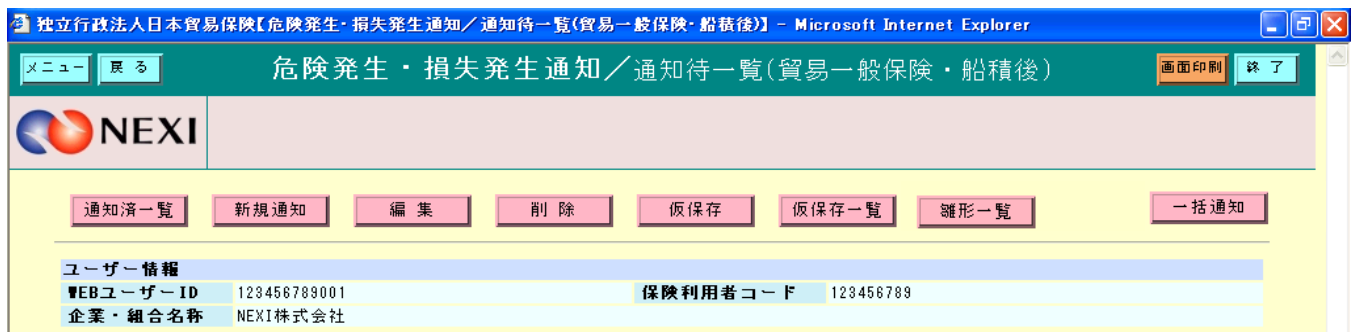 独立行政法人日本貿易保険【危険発生・損失発生通知／通知待一覧(貿易一般保険・船積後)】 - Microsoft Internet Explorer
メニュー 戻 る 危険発生・損失発生通知／通知待一覧(貿易一般保険・船積後) 画面印刷 終 了
NEXI
通知済一覧 新規通知 編 集 削 除 仮保存 仮保存一覧 雛形一覧 一括通知
ユーザー情報
WEBユーザーID 123456789001 保険利用者コード 123456789
企業・組合名称 NEXI株式会社